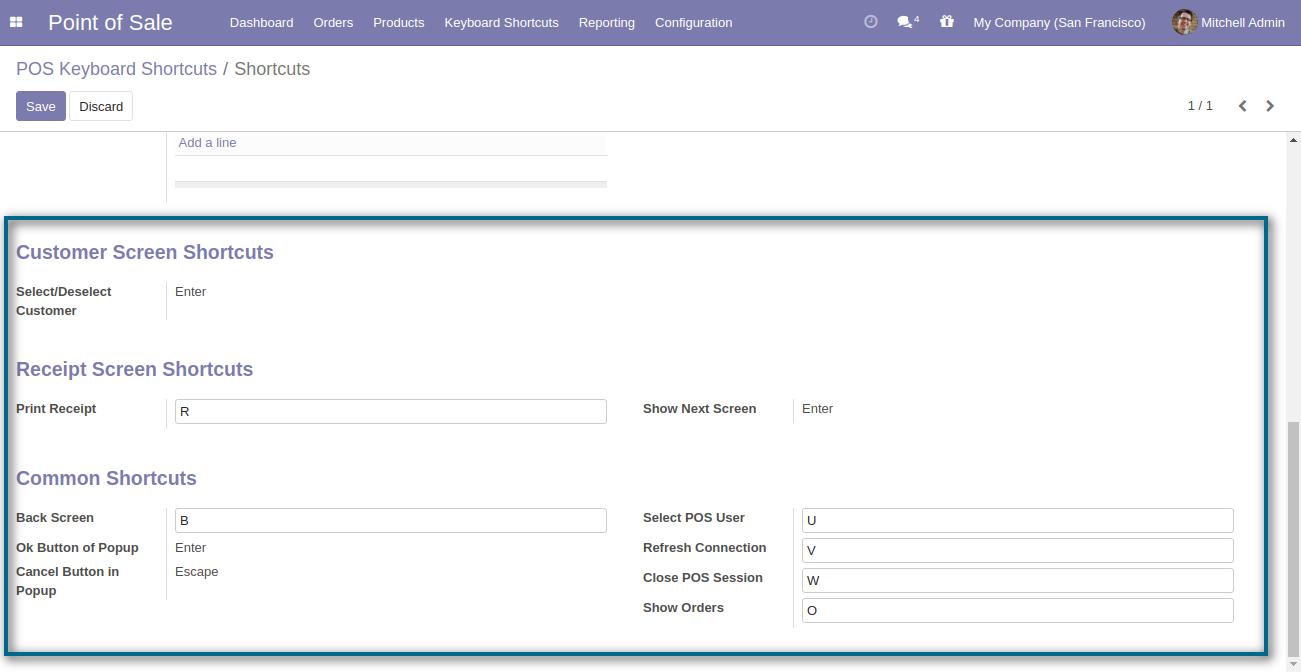 Point of Sale Dashboard Orders Products Keyboard Shortcuts Reporting Configuration 4 My Company (San Francisco) Mitchell Admin
POS Keyboard Shortcuts / Shortcuts
Save Discard 1 / 1
Add a line
Customer Screen Shortcuts
Select/Deselect Enter
Customer
Receipt Screen Shortcuts
Print Receipt R Show Next Screen Enter
Common Shortcuts
Back Screen B Select POS User U
Ok Button of Popup Enter Refresh Connection V
Cancel Button in Escape Close POS Session W
Popup
Show Orders O